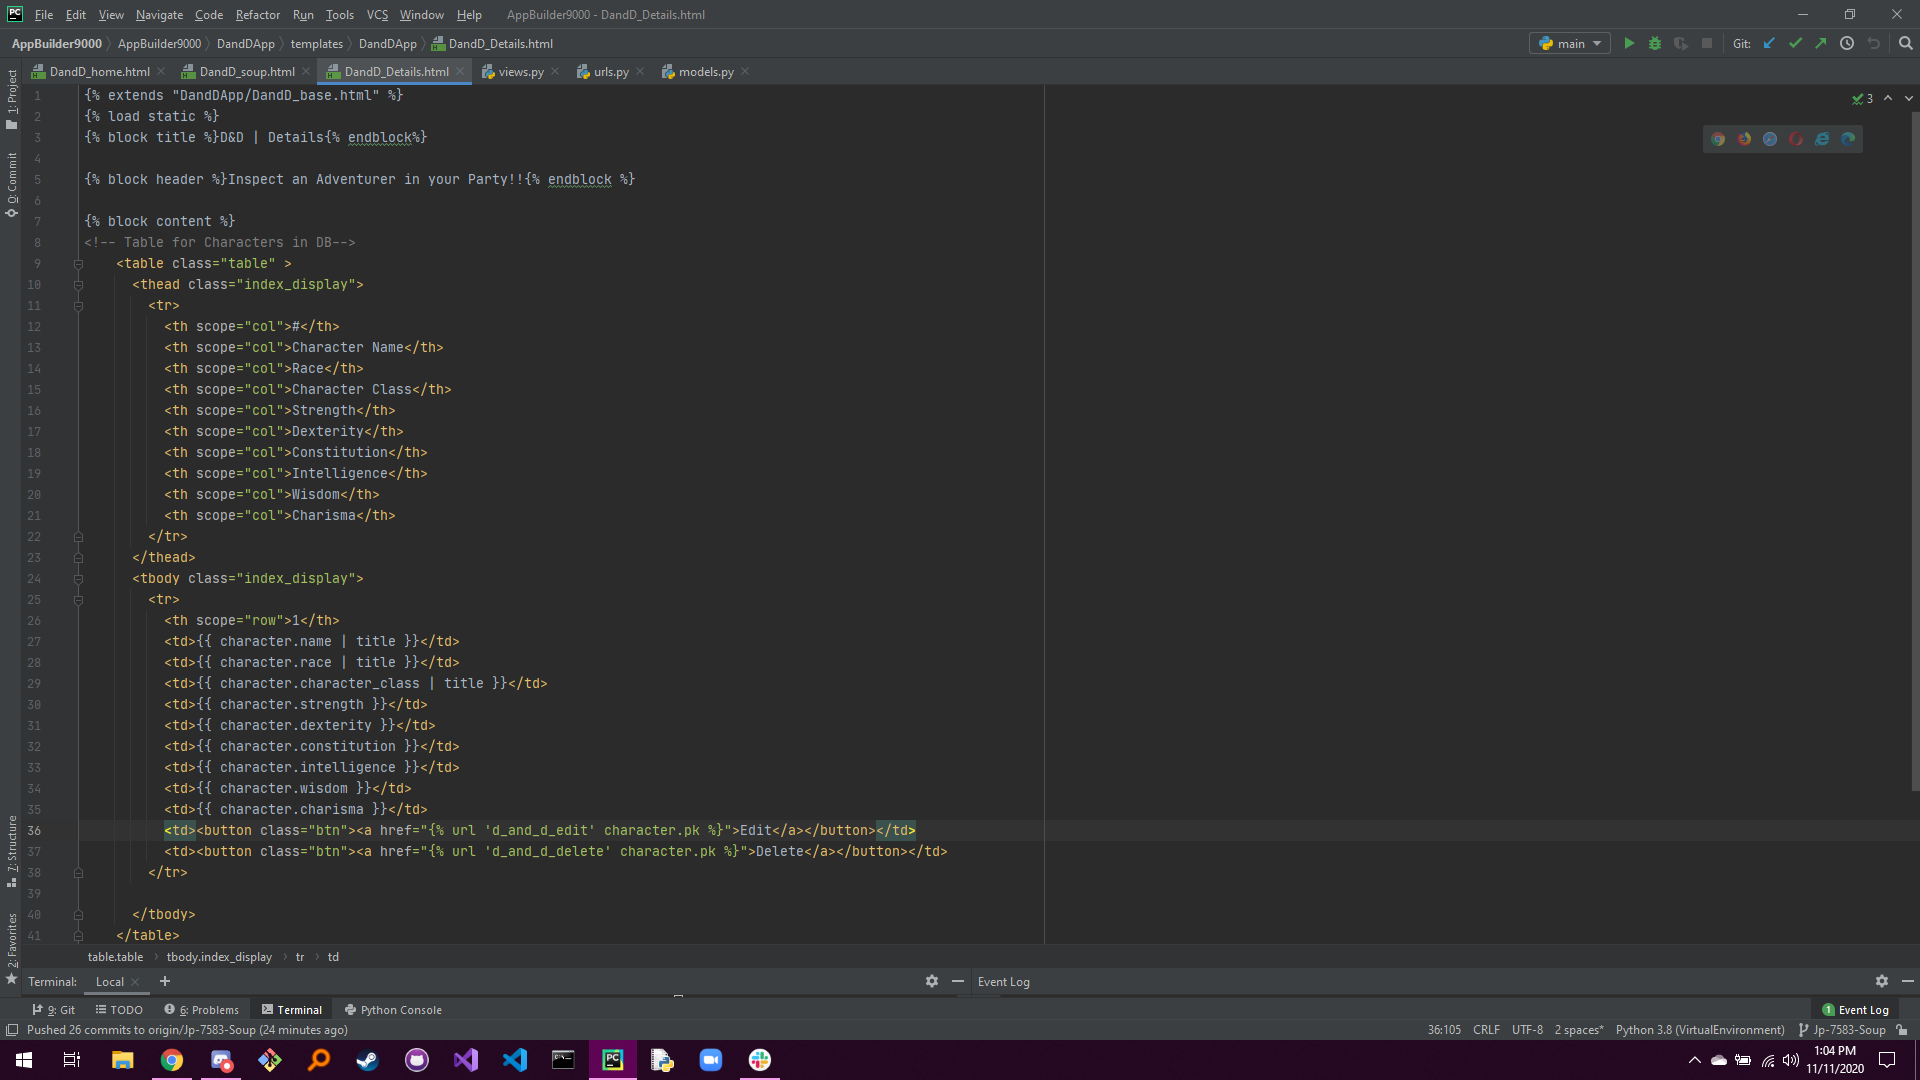 File Edit View Navigate Code Refactor Run Tools VCS Window Help AppBuilder9000 - DandD_Details.html
AppBuilder9000 AppBuilder9000 DandDApp templates DandDApp DandD_Details.html main Git:
DandD_home.html DandD_soup.html DandD_Details.html views.py urls.py models.py
1: Project
0: Commit
7: Structure
2: Favorites
1 {% extends "DandDApp/DandD_base.html" %}
3
2 {% load static %}
3 {% block title %}D&D | Details{% endblock%}
4
5 {% block header %}Inspect an Adventurer in your Party!!{% endblock %}
6
7 {% block content %}
8 <!-- Table for Characters in DB-->
9 <table class="table" >
10 <thead class="index_display">
11 <tr>
12 <th scope="col">#</th>
13 <th scope="col">Character Name</th>
14 <th scope="col">Race</th>
15 <th scope="col">Character Class</th>
16 <th scope="col">Strength</th>
17 <th scope="col">Dexterity</th>
18 <th scope="col">Constitution</th>
19 <th scope="col">Intelligence</th>
20 <th scope="col">Wisdom</th>
21 <th scope="col">Charisma</th>
22 </tr>
23 </thead>
24 <tbody class="index_display">
25 <tr>
26 <th scope="row">1</th>
27 <td>{{ character.name | title }}</td>
28 <td>{{ character.race | title }}</td>
29 <td>{{ character.character_class | title }}</td>
30 <td>{{ character.strength }}</td>
31 <td>{{ character.dexterity }}</td>
32 <td>{{ character.constitution }}</td>
33 <td>{{ character.intelligence }}</td>
34 <td>{{ character.wisdom }}</td>
35 <td>{{ character.charisma }}</td>
36 <td><button class="btn"><a href="{% url 'd_and_d_edit' character.pk %}">Edit</a></button></td>
37 <td><button class="btn"><a href="{% url 'd_and_d_delete' character.pk %}">Delete</a></button></td>
38 </tr>
39
40 </tbody>
41 </table>
table.table tbody.index_display tr td
Terminal: Local + Event Log
9: Git TODO 6: Problems Terminal Python Console 1 Event Log
Pushed 26 commits to origin/Jp-7583-Soup (24 minutes ago) 36:105 CRLF UTF-8 2 spaces* Python 3.8 (VirtualEnvironment) Jp-7583-Soup
1:04 PM
11/11/2020